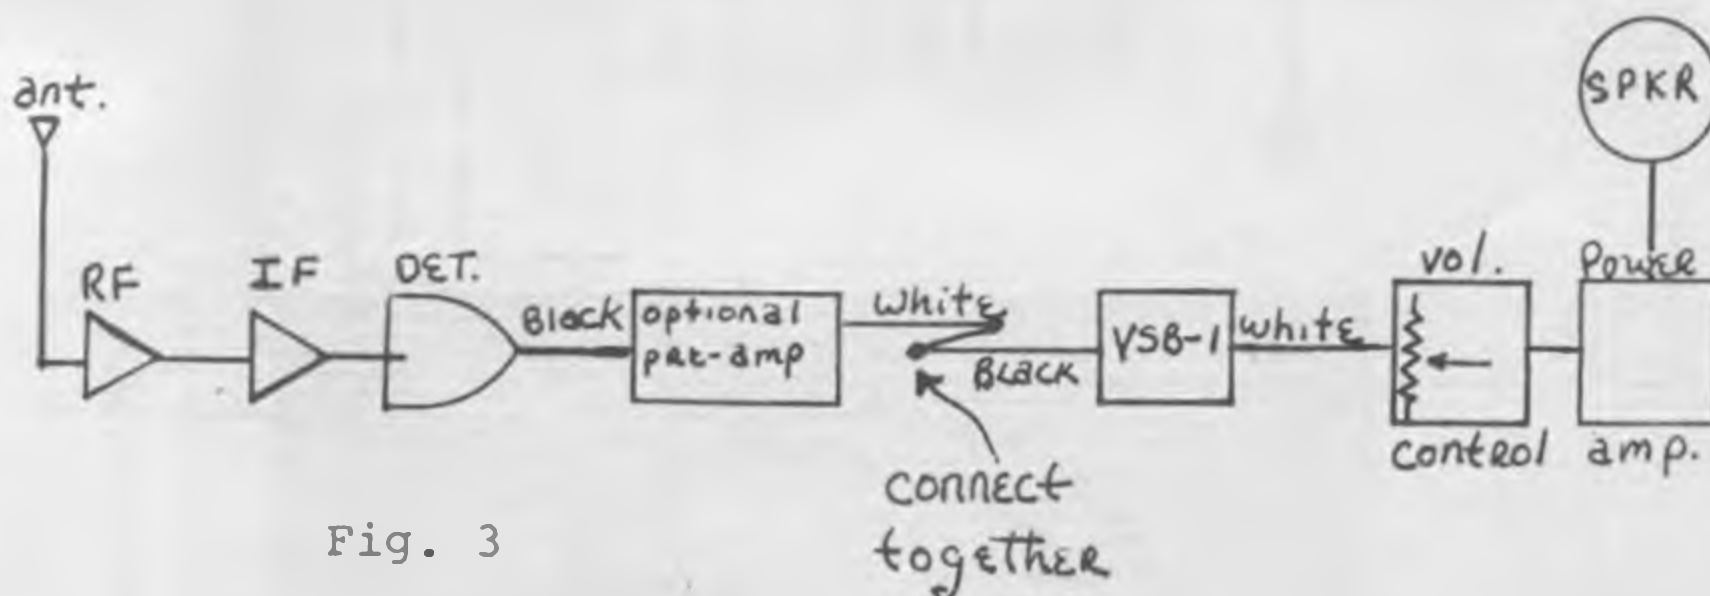 ant.
RF
IF
DET.
Black
optional
pre-amp
white
Black
connect
together
VSB-1
white
vol.
control
Power
amp.
SPKR
Fig. 3